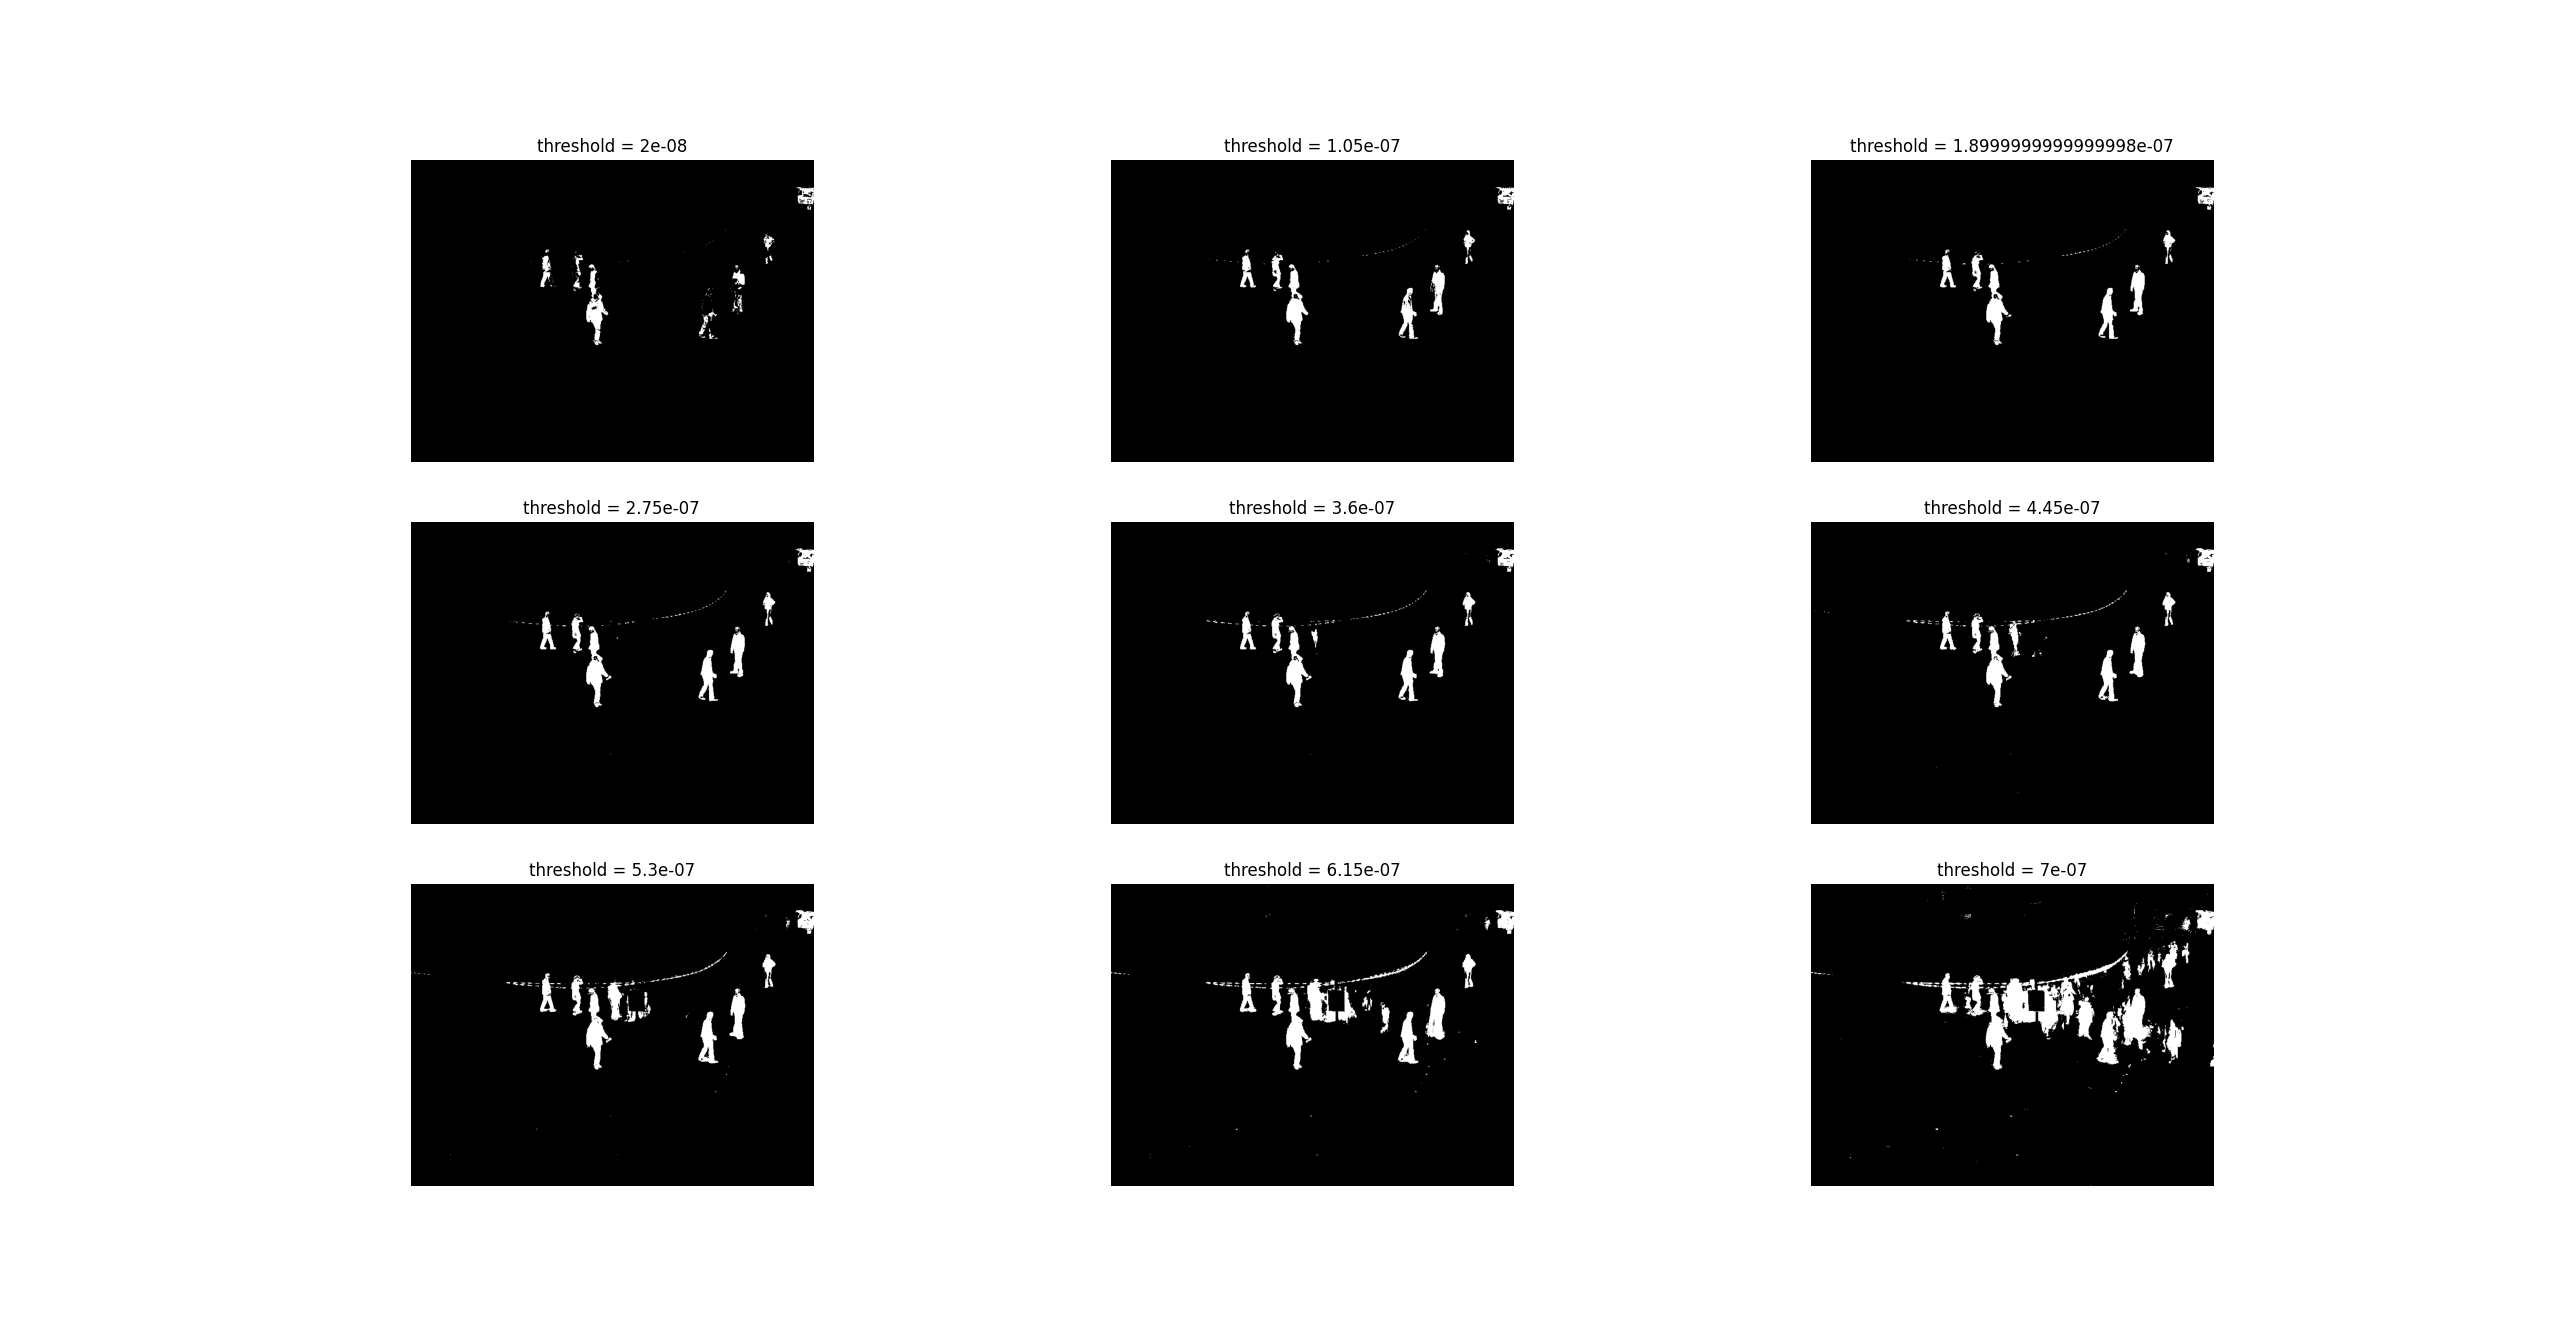 threshold = 2e-08
threshold = 1.05e-07
threshold = 1.8999999999999998e-07
threshold = 2.75e-07
threshold = 3.6e-07
threshold = 4.45e-07
threshold = 5.3e-07
threshold = 6.15e-07
threshold = 7e-07